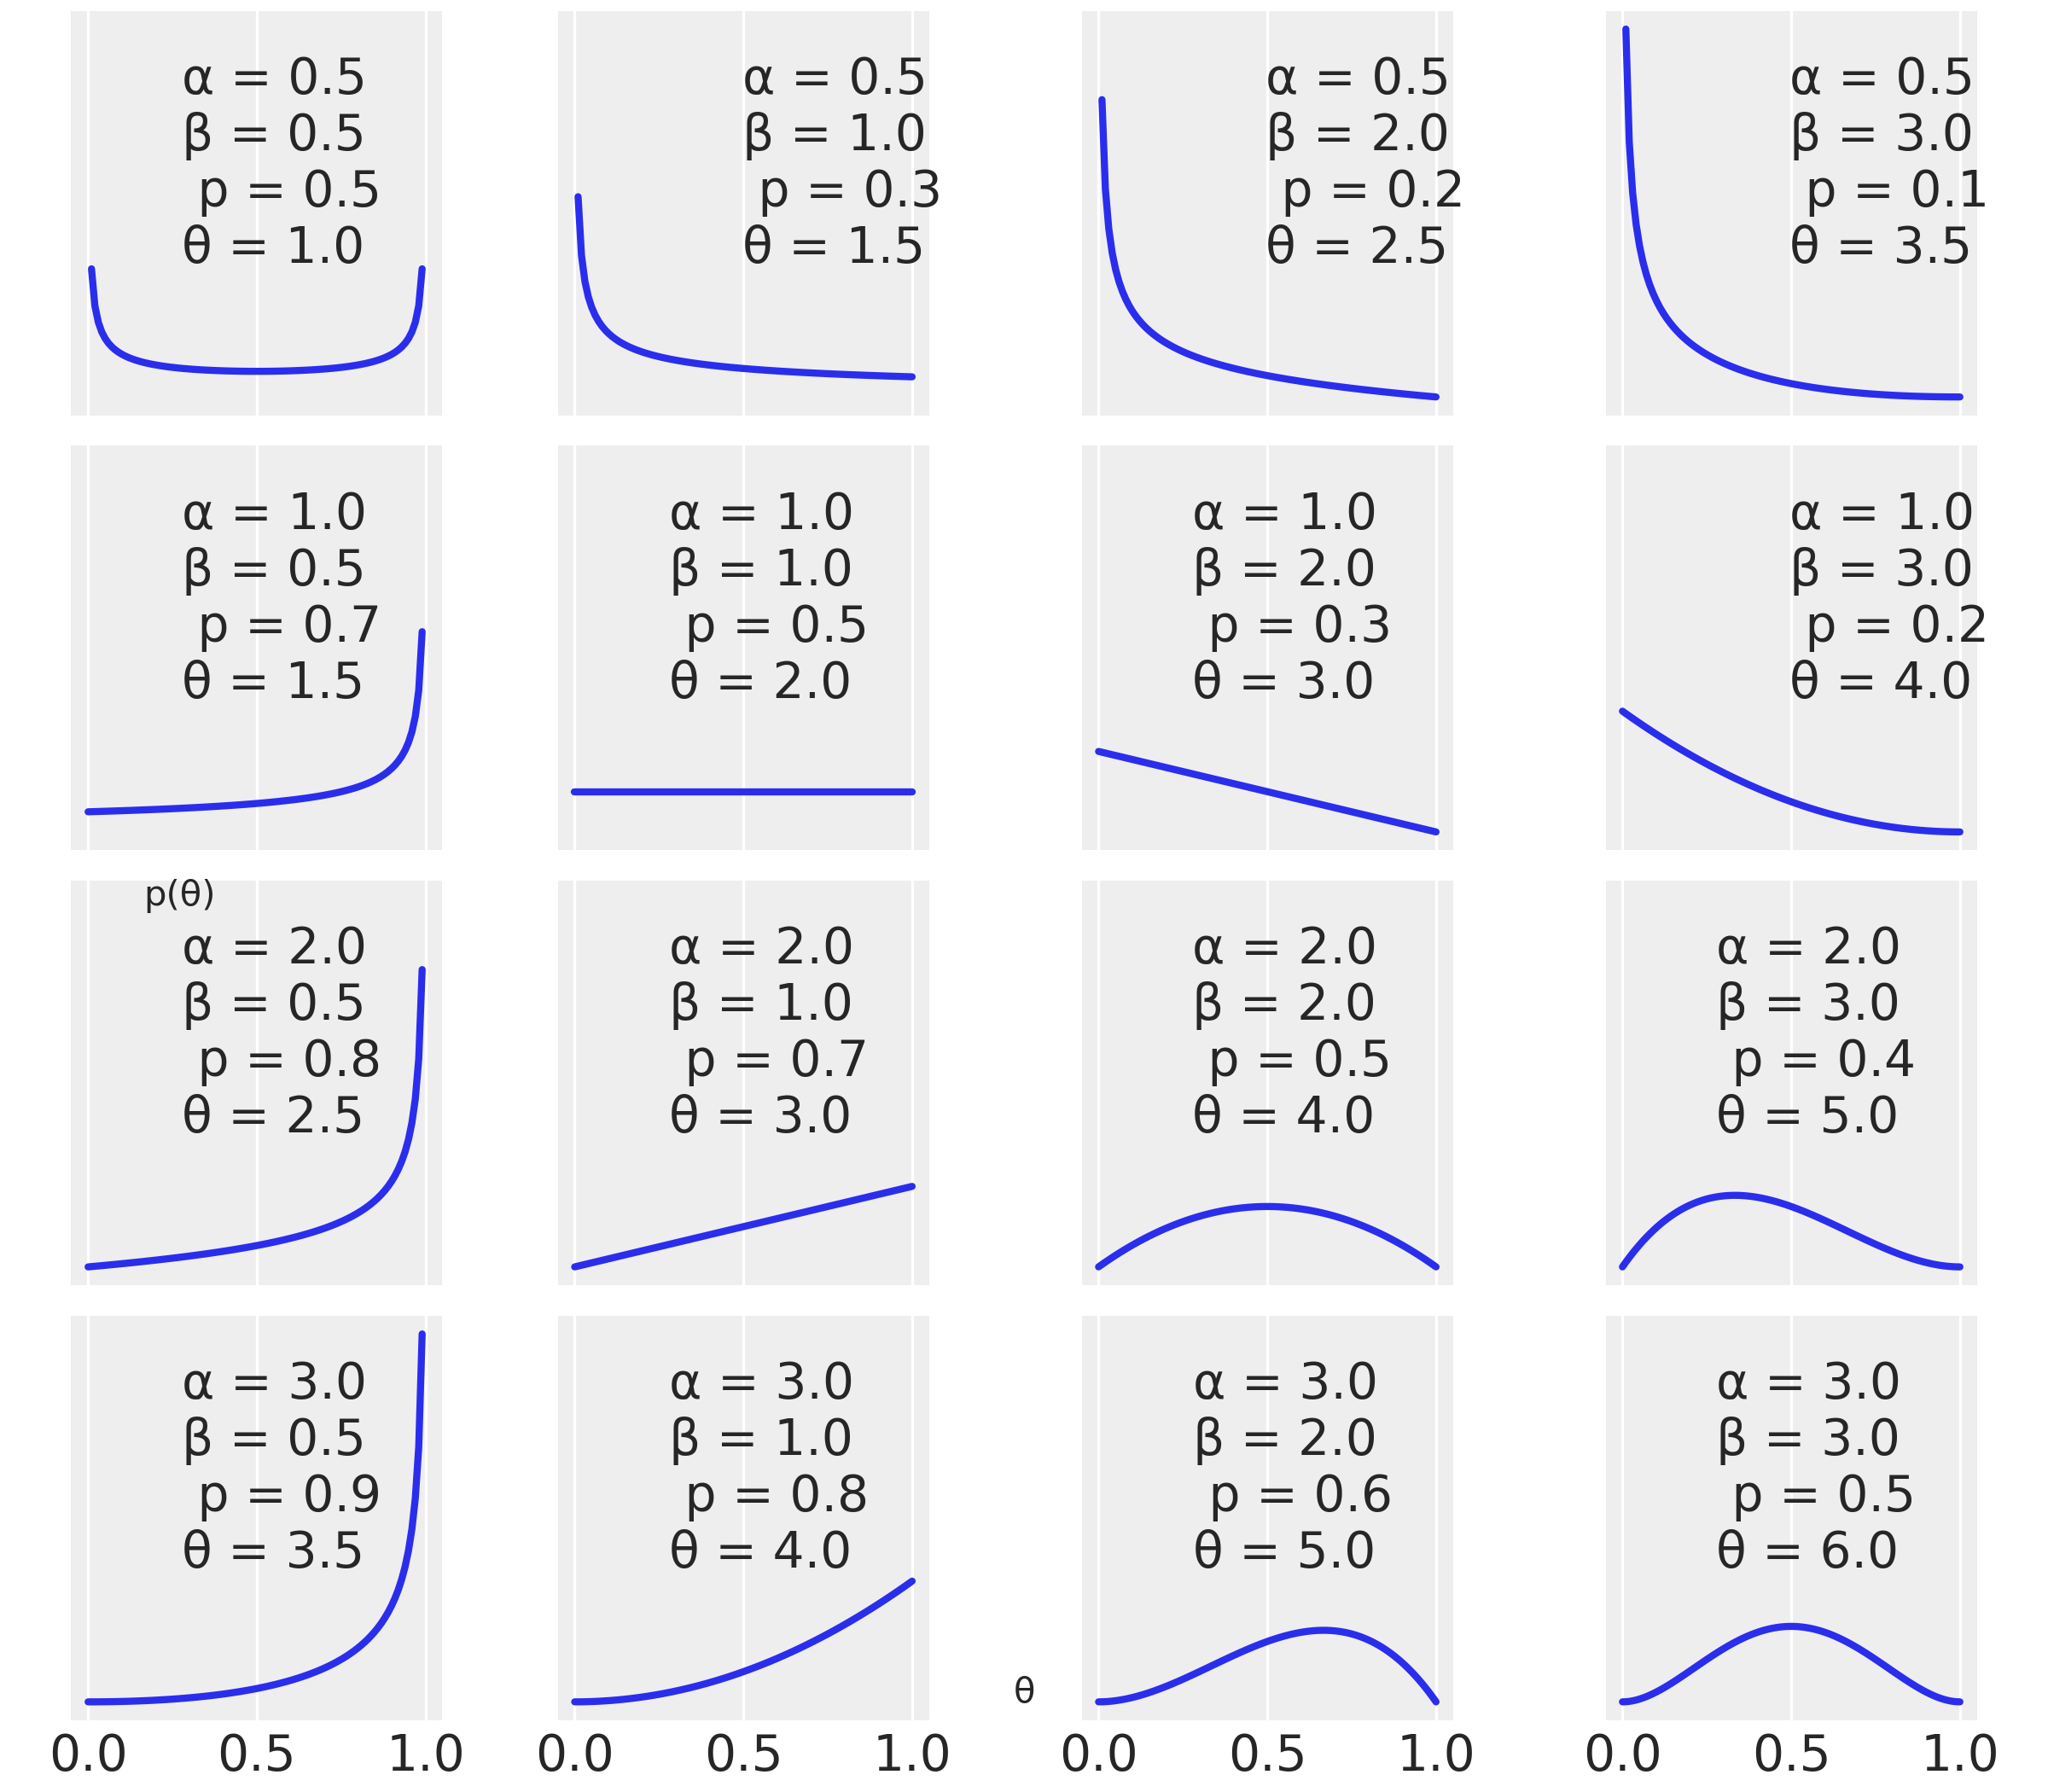 α = 0.5
β = 0.5
p = 0.5
θ = 1.0
α = 0.5
β = 1.0
p = 0.3
θ = 1.5
α = 0.5
β = 2.0
p = 0.2
θ = 2.5
α = 0.5
β = 3.0
p = 0.1
θ = 3.5
α = 1.0
β = 0.5
p = 0.7
θ = 1.5
α = 1.0
β = 1.0
p = 0.5
θ = 2.0
α = 1.0
β = 2.0
p = 0.3
θ = 3.0
α = 1.0
β = 3.0
p = 0.2
θ = 4.0
p(θ)
α = 2.0
β = 0.5
p = 0.8
θ = 2.5
α = 2.0
β = 1.0
p = 0.7
θ = 3.0
α = 2.0
β = 2.0
p = 0.5
θ = 4.0
α = 2.0
β = 3.0
p = 0.4
θ = 5.0
α = 3.0
β = 0.5
p = 0.9
θ = 3.5
α = 3.0
β = 1.0
p = 0.8
θ = 4.0
α = 3.0
β = 2.0
p = 0.6
θ = 5.0
α = 3.0
β = 3.0
p = 0.5
θ = 6.0
θ
0.0 0.5 1.0 0.0 0.5 1.0 0.0 0.5 1.0 0.0 0.5 1.0